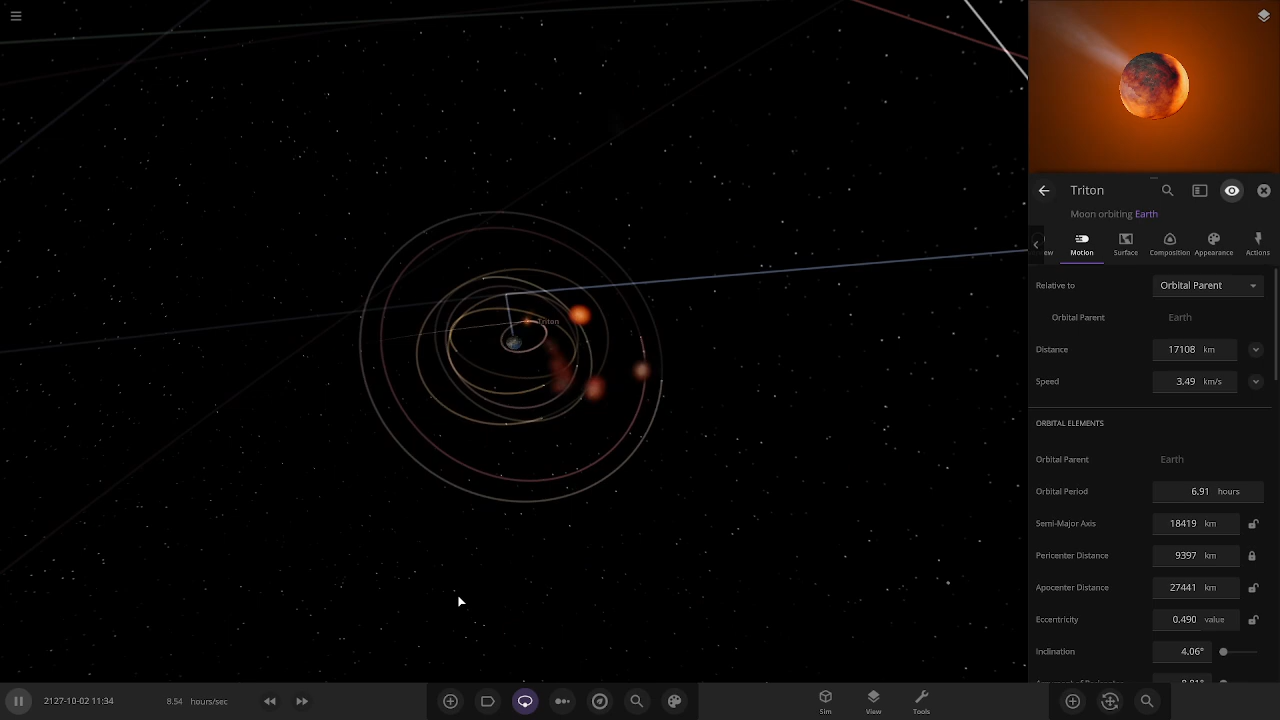 Triton
Triton
Moon orbiting Earth
ew
Motion
Surface
Composition
Appearance
Actions
Relative to
Orbital Parent
Orbital Parent
Earth
Distance
17108 km
Speed
3.49 km/s
ORBITAL ELEMENTS
Orbital Parent
Earth
Orbital Period
6.91 hours
Semi-Major Axis
18419 km
Pericenter Distance
9397 km
Apocenter Distance
27441 km
Eccentricity
0.490 value
Inclination
4.06°
2127-10-02 11:34
8.54 hours/sec
Sim
View
Tools